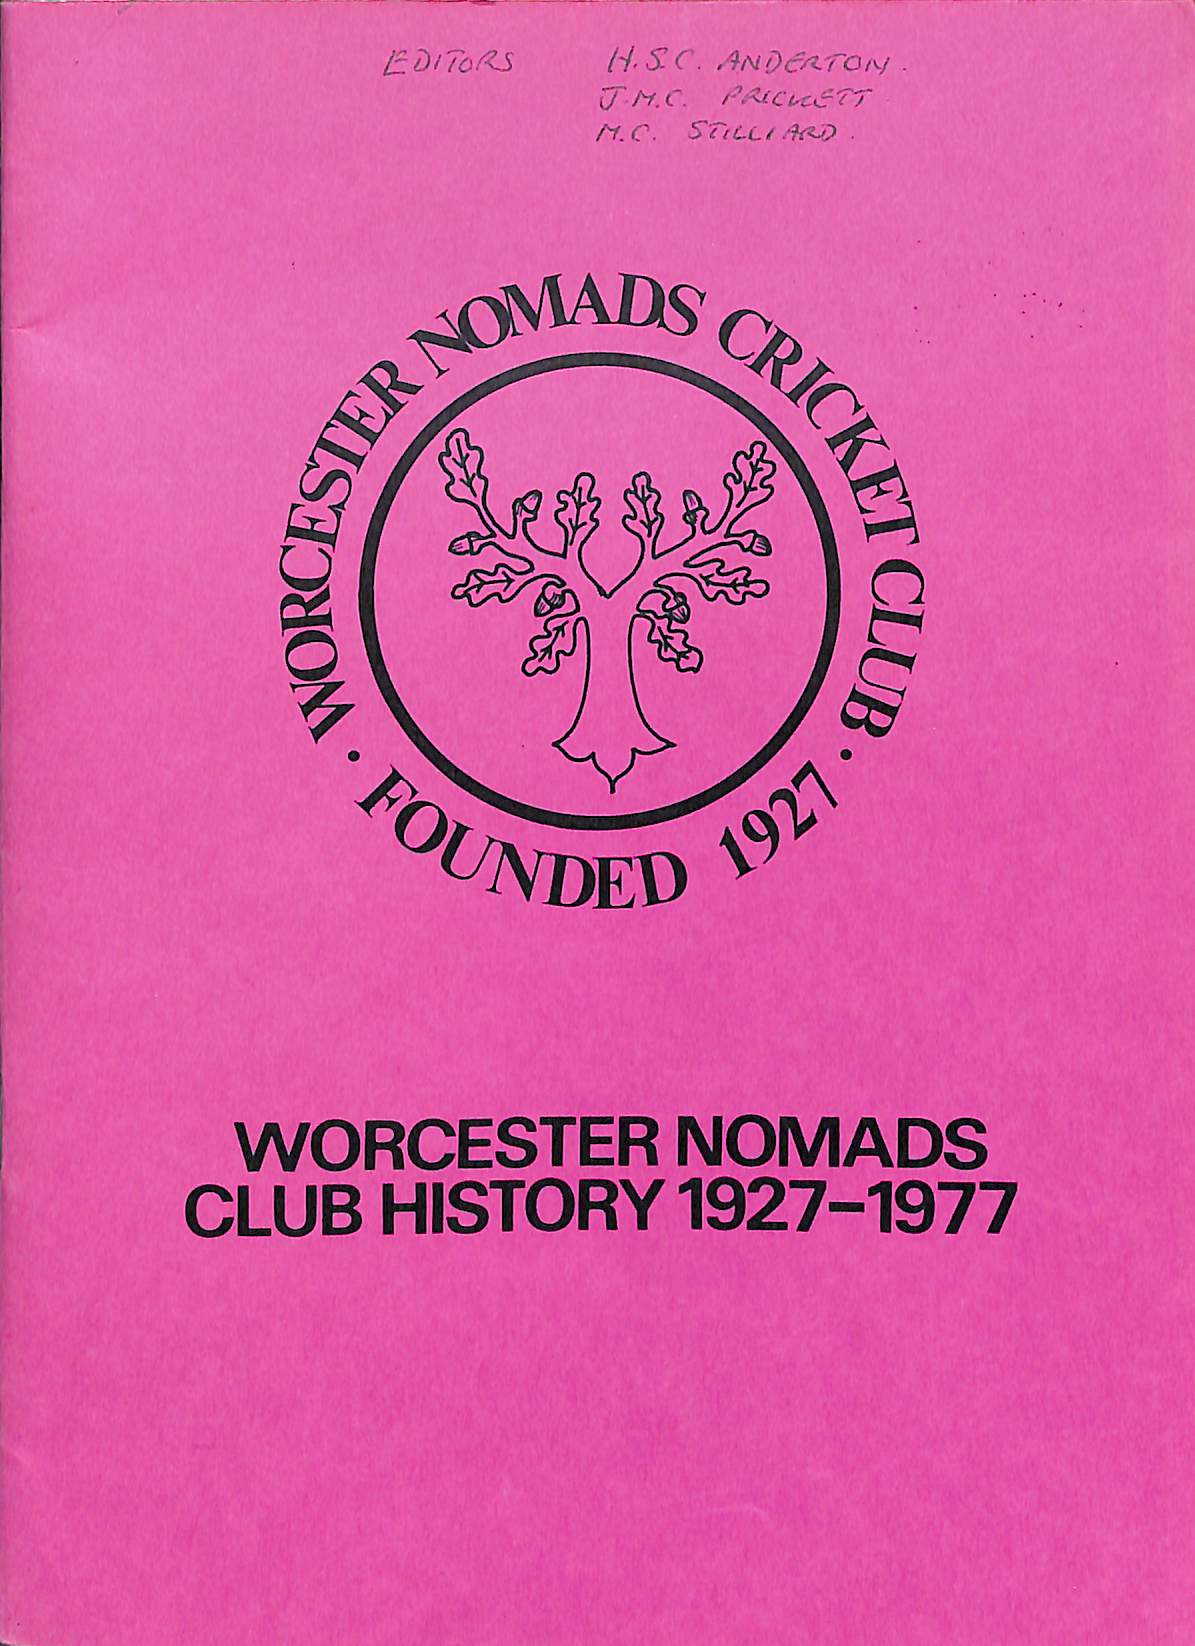 EDITORS H.S.C. ANDERTON.
J.M.C. PRICKETT
M.C. STILLIARD.
WORCESTER NOMADS CRICKET CLUB
· FOUNDED 1927 ·
WORCESTER NOMADS
CLUB HISTORY 1927–1977